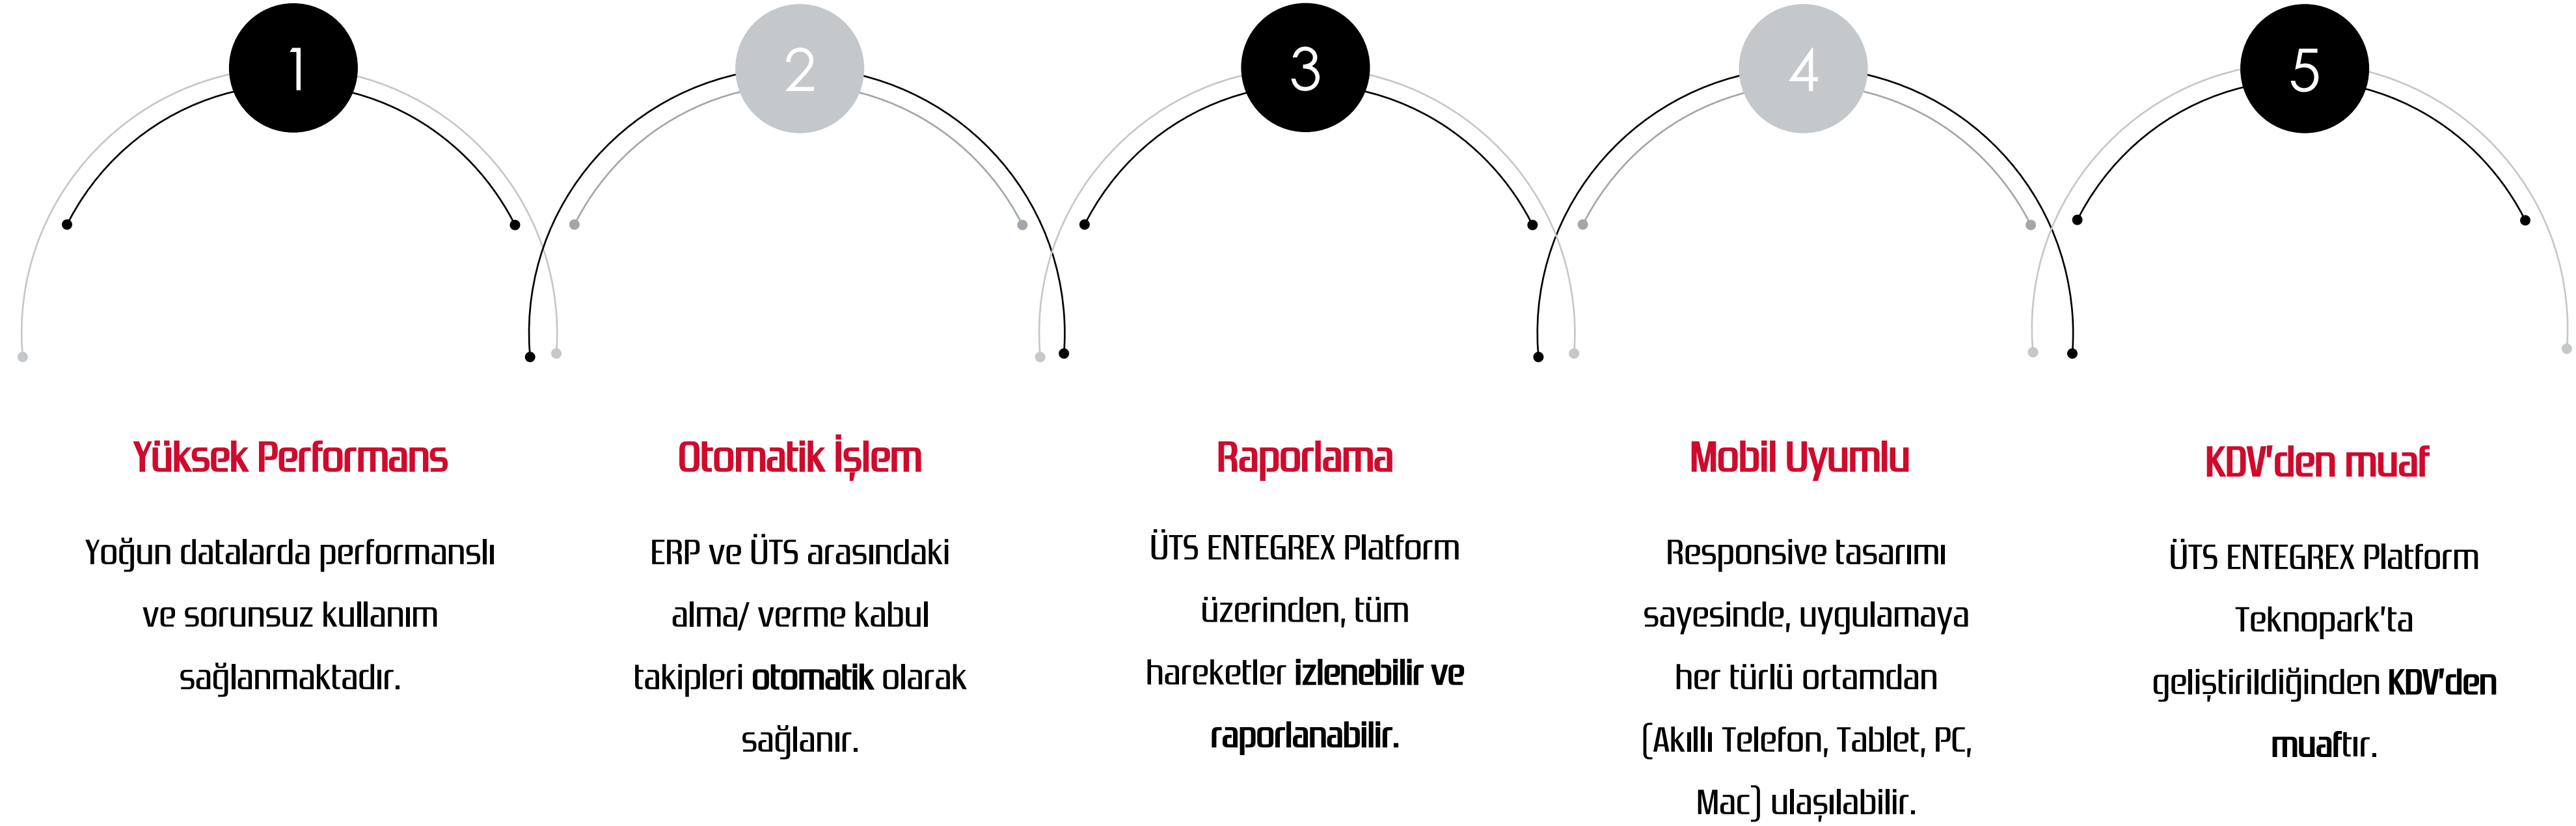 1
2
3
4
5
Yüksek Performans
Yoğun datalarda performanslı
ve sorunsuz kullanım
sağlanmaktadır.
Otomatik İşlem
ERP ve ÜTS arasındaki
alma/ verme kabul
takipleri otomatik olarak
sağlanır.
Raporlama
ÜTS ENTEGREX Platform
üzerinden, tüm
hareketler izlenebilir ve
raporlanabilir.
Mobil Uyumlu
Responsive tasarımı
sayesinde, uygulamaya
her türlü ortamdan
(Akıllı Telefon, Tablet, PC,
Mac) ulaşılabilir.
KDV'den muaf
ÜTS ENTEGREX Platform
Teknopark'ta
geliştirildiğinden KDV'den
muaftır.